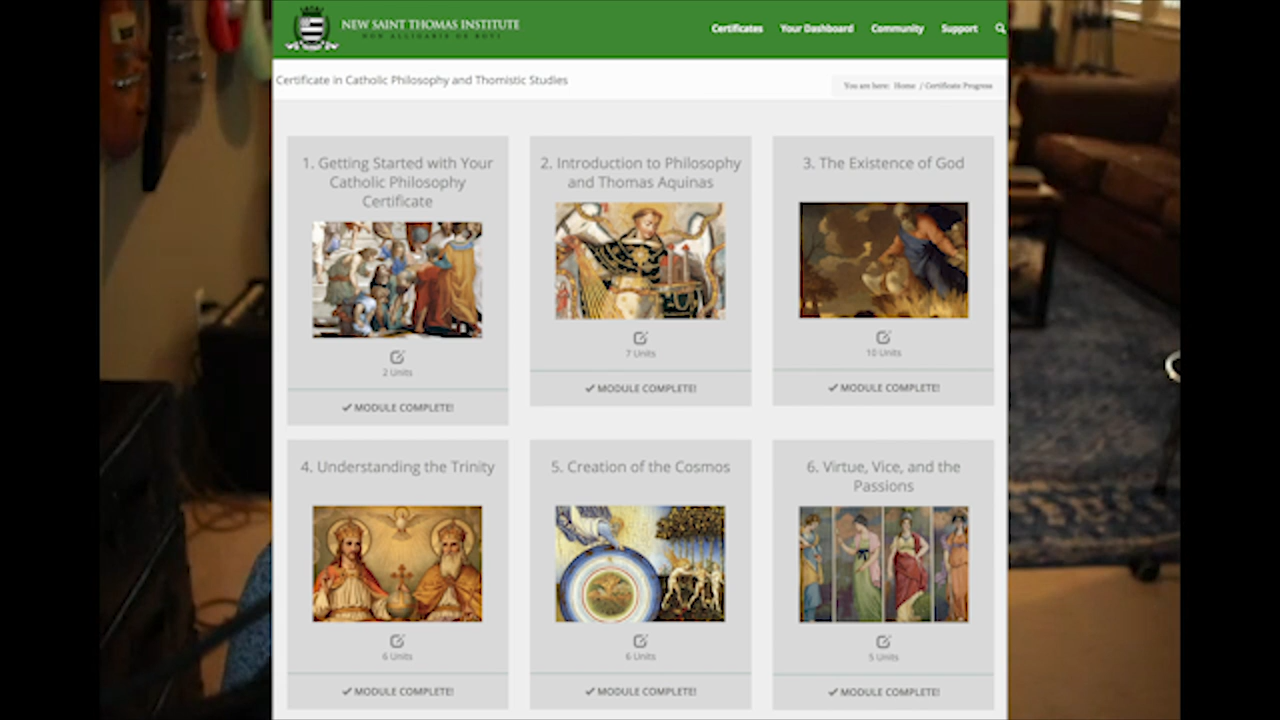 NEW SAINT THOMAS INSTITUTE
NON ALLIGABIS OS BOVI
Certificates Your Dashboard Community Support
Certificate in Catholic Philosophy and Thomistic Studies
You are here: Home / Certificate Progress
1. Getting Started with Your
Catholic Philosophy
Certificate
2 Units
✔ MODULE COMPLETE!
2. Introduction to Philosophy
and Thomas Aquinas
7 Units
✔ MODULE COMPLETE!
3. The Existence of God
10 Units
✔ MODULE COMPLETE!
4. Understanding the Trinity
6 Units
✔ MODULE COMPLETE!
5. Creation of the Cosmos
6 Units
✔ MODULE COMPLETE!
6. Virtue, Vice, and the
Passions
5 Units
✔ MODULE COMPLETE!